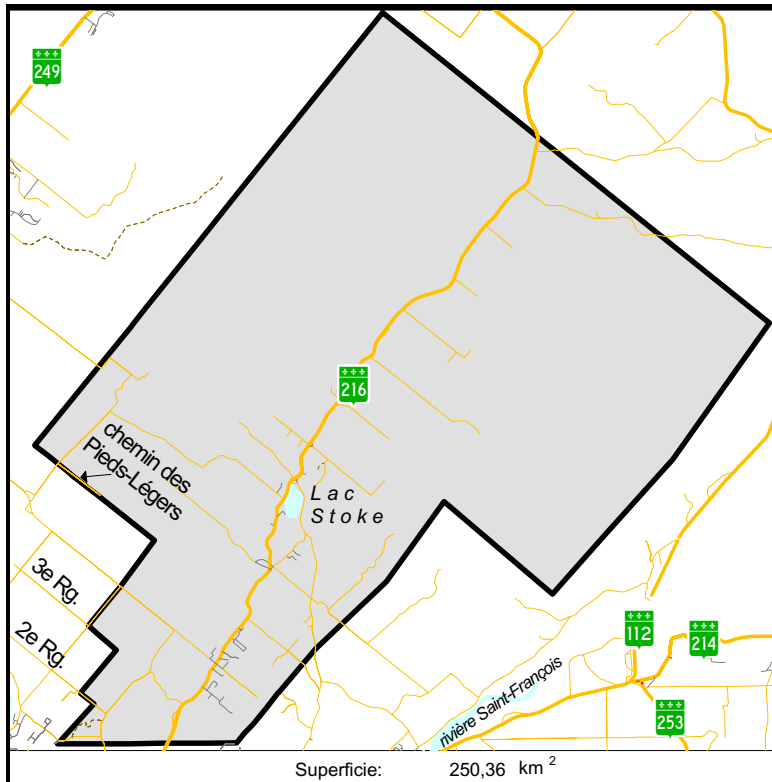 249
216
chemin des
Pieds-Légers
Lac
Stoke
3e Rg.
2e Rg.
112
214
rivière Saint-François
253
Superficie: 250,36 km 2